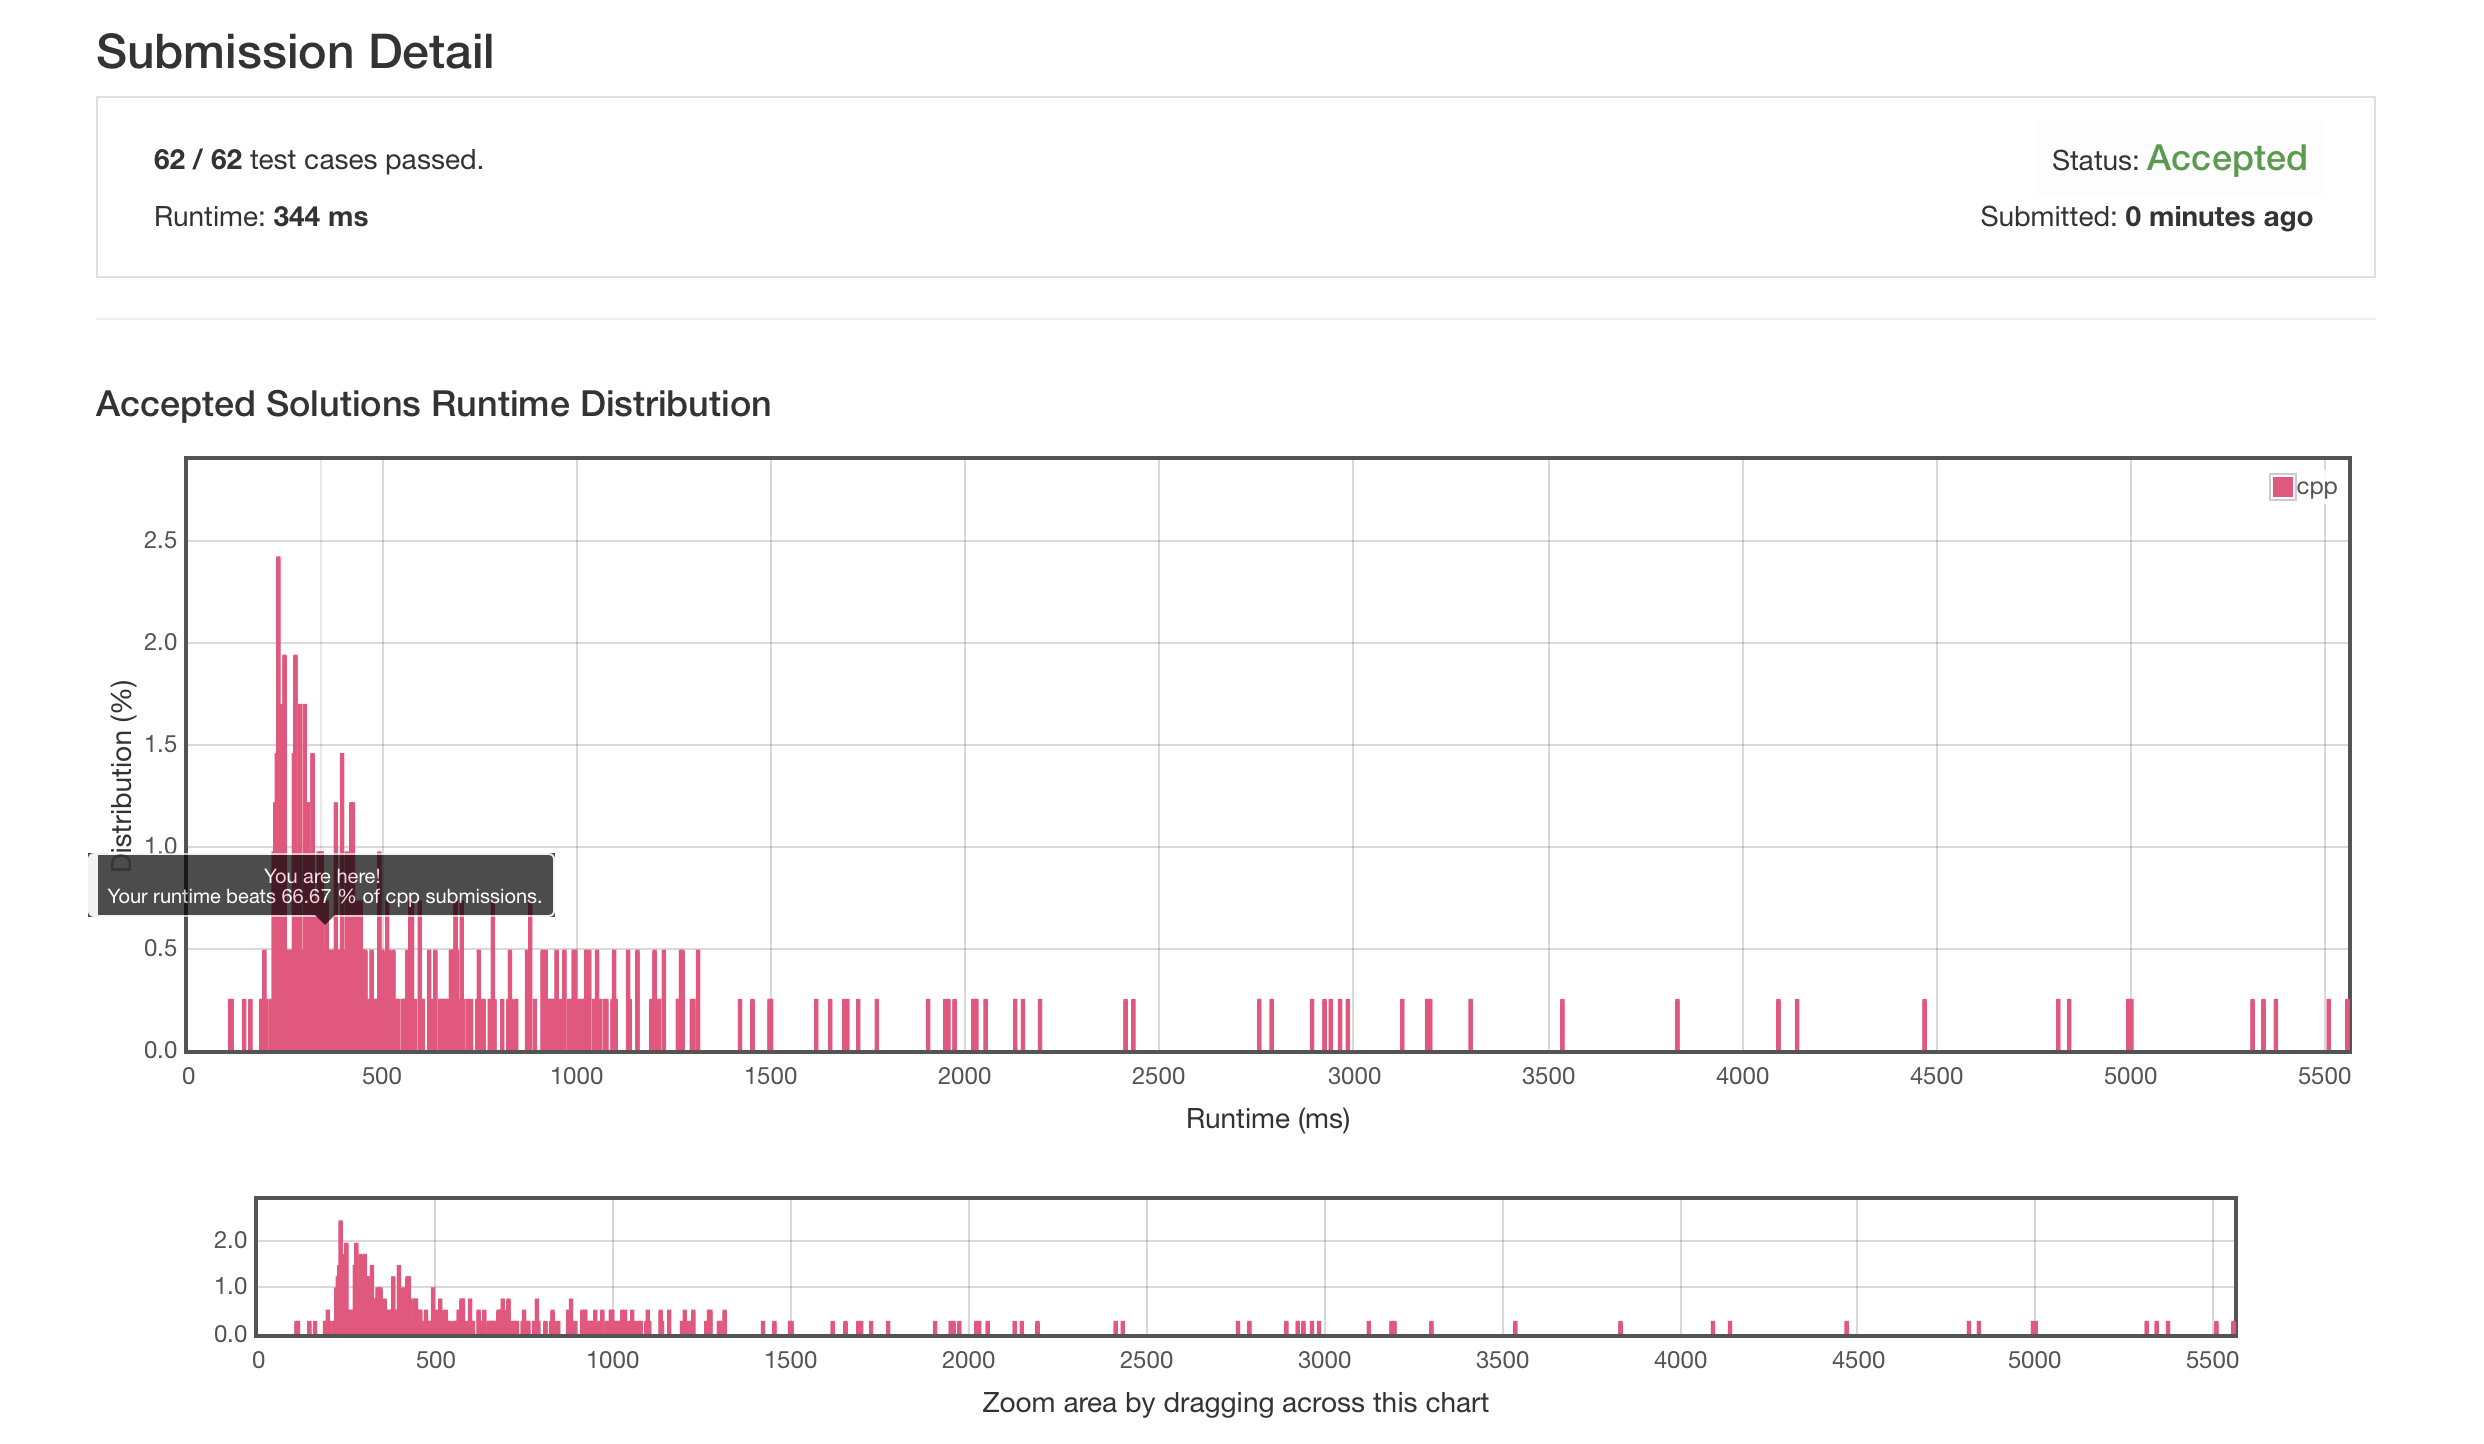 Submission Detail
62 / 62 test cases passed.
Status: Accepted
Runtime: 344 ms
Submitted: 0 minutes ago
Accepted Solutions Runtime Distribution
cpp
2.5
2.0
1.5
1.0
0.5
0.0
Distribution (%)
You are here!
Your runtime beats 66.67 % of cpp submissions.
0 500 1000 1500 2000 2500 3000 3500 4000 4500 5000 5500
Runtime (ms)
2.0
1.0
0.0
0 500 1000 1500 2000 2500 3000 3500 4000 4500 5000 5500
Zoom area by dragging across this chart